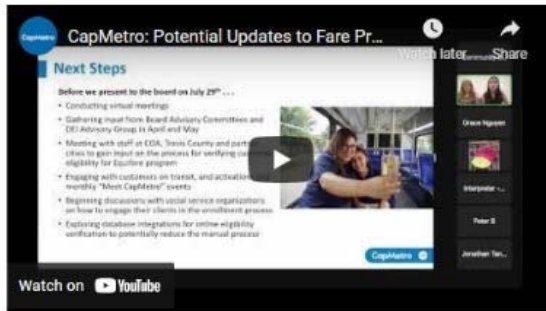 CapMetro
CapMetro: Potential Updates to Fare Pr...
Watch later
Share
Next Steps
Before we present to the board on July 29th . . .
• Conducting virtual meetings
• Gathering input from Board Advisory Committees and
DEI Advisory Group in April and May
• Meeting with staff at COA, Travis County and
cities to gain input on the process for verifying
eligibility for Equifare program
• Engaging with customers on transit, and
monthly "Meet CapMetro" events
• Beginning discussions with social service organizations
on how to engage their clients in the enrollment process
• Exploring database integrations for online eligibility
verification to potentially reduce the manual process
CapMetro
Grace Nguyen
Interpreter -...
Peter B
Jonathan Tan...
Watch on YouTube